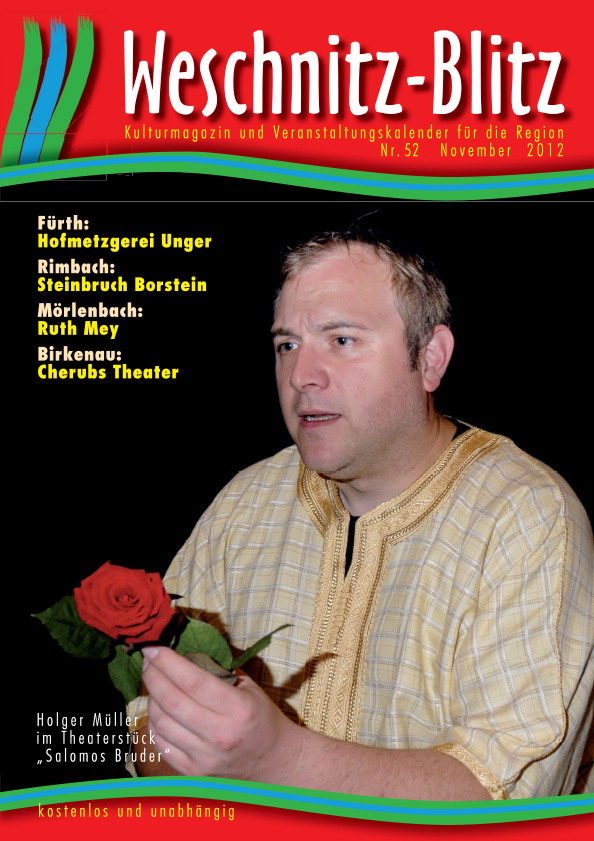 Weschnitz-Blitz
Kulturmagazin und Veranstaltungskalender für die Region
Nr. 52 November 2012
Fürth:
Hofmetzgerei Unger
Rimbach:
Steinbruch Borstein
Mörlenbach:
Ruth Mey
Birkenau:
Cherubs Theater
Holger Müller
im Theaterstück
„Salomos Bruder“
kostenlos und unabhängig